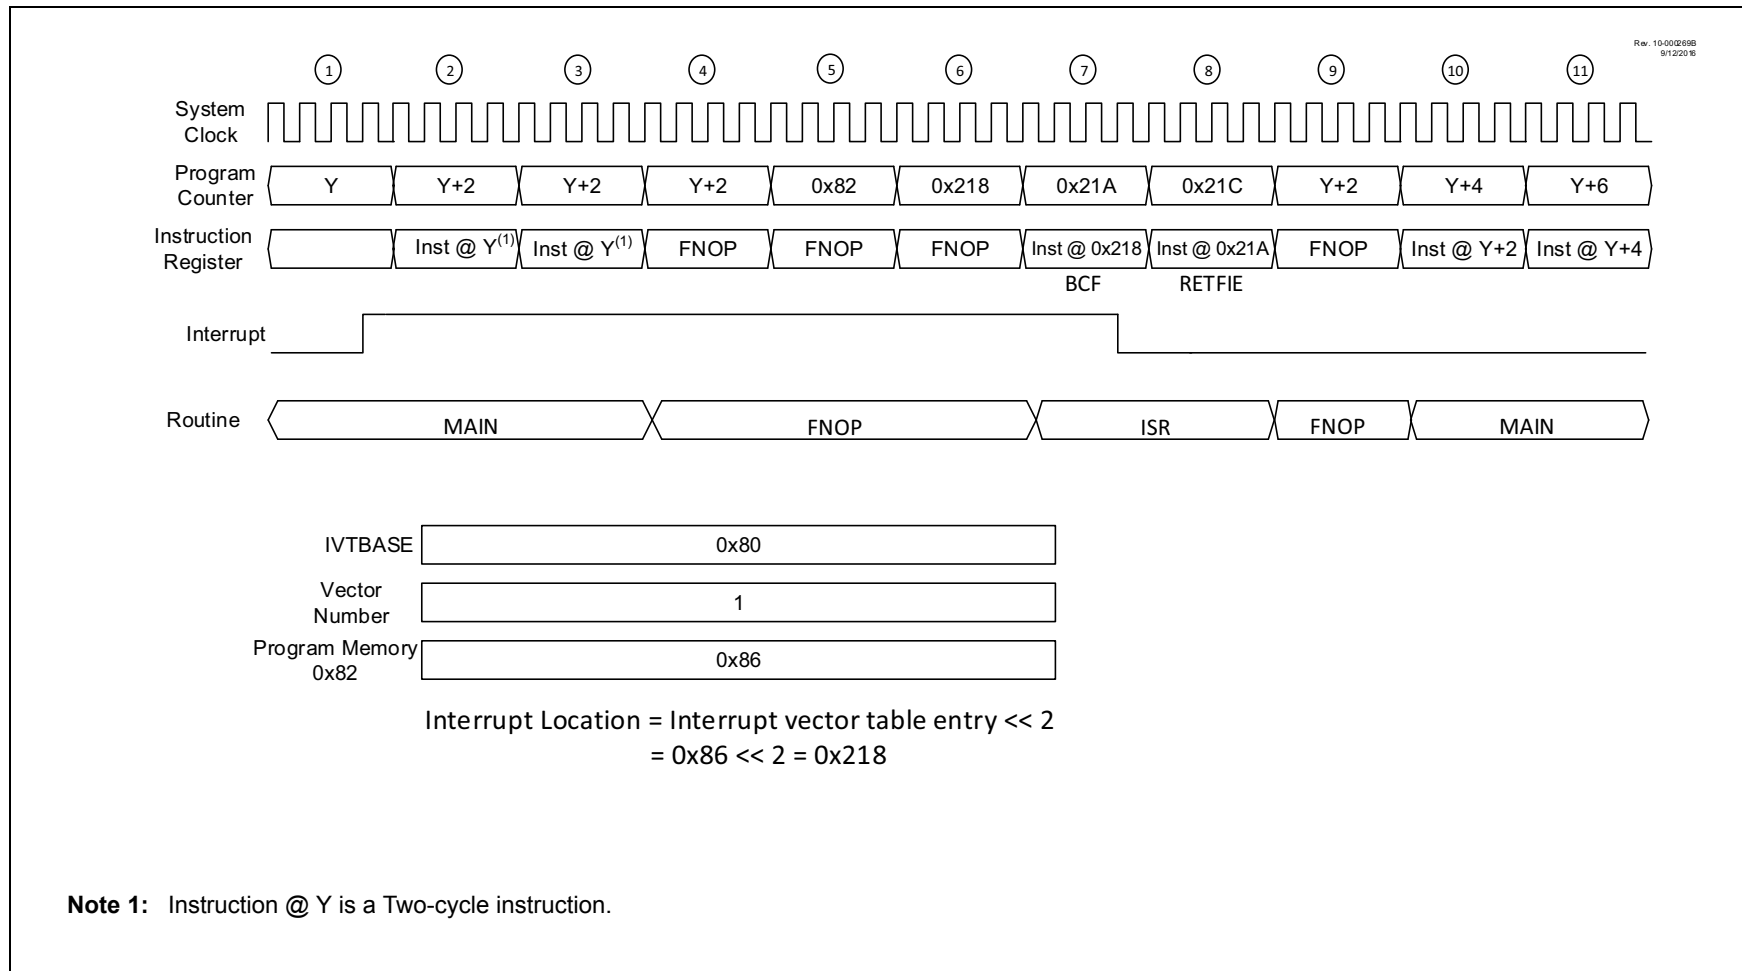 Rev. 10-000269B
9/12/2016
1 2 3 4 5 6 7 8 9 10 11
System
Clock
Program
Counter
Y Y+2 Y+2 Y+2 0x82 0x218 0x21A 0x21C Y+2 Y+4 Y+6
Instruction
Register
Inst @ Y(1) Inst @ Y(1) FNOP FNOP FNOP Inst @ 0x218 Inst @ 0x21A FNOP Inst @ Y+2 Inst @ Y+4
BCF RETFIE
Interrupt
Routine MAIN FNOP ISR FNOP MAIN
IVTBASE 0x80
Vector
Number
1
Program Memory
0x82
0x86
Interrupt Location = Interrupt vector table entry << 2
= 0x86 << 2 = 0x218
Note 1: Instruction @ Y is a Two-cycle instruction.